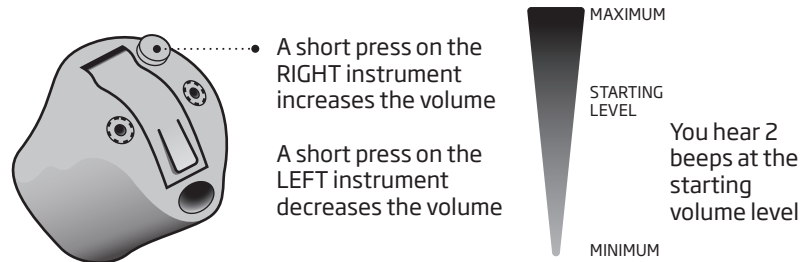 A short press on the
RIGHT instrument
increases the volume
A short press on the
LEFT instrument
decreases the volume
MAXIMUM
STARTING
LEVEL
MINIMUM
You hear 2
beeps at the
starting
volume level